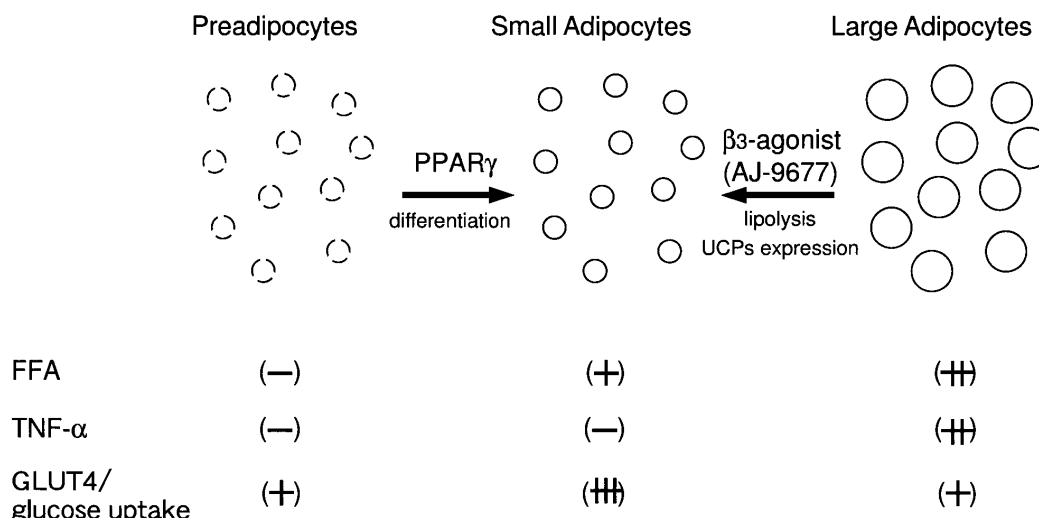 Preadipocytes Small Adipocytes Large Adipocytes
PPARγ
differentiation
β3-agonist
(AJ-9677)
lipolysis
UCPs expression
FFA (−) (+) (++)
TNF-α (−) (−) (++)
GLUT4/
glucose uptake (+) (+++) (+)